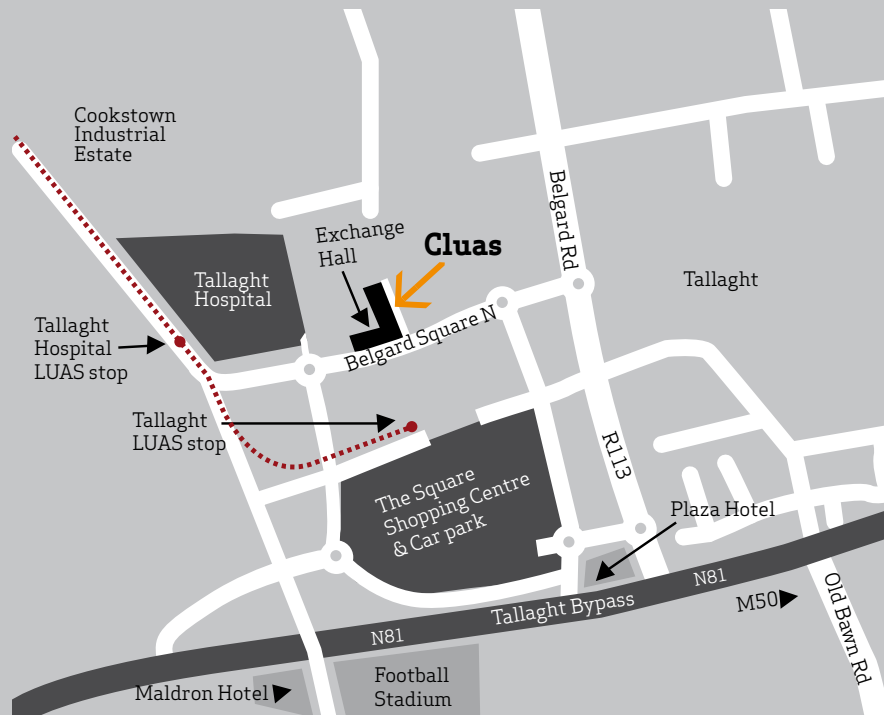 Cookstown
Industrial
Estate
Belgard Rd
Exchange
Hall
Cluas
Tallaght
Hospital
Tallaght
Tallaght
Hospital
LUAS stop
Belgard Square N
Tallaght
LUAS stop
R113
The Square
Shopping Centre
& Car park
Plaza Hotel
N81
Tallaght Bypass
M50
Old Bawn Rd
N81
Maldron Hotel
Football
Stadium